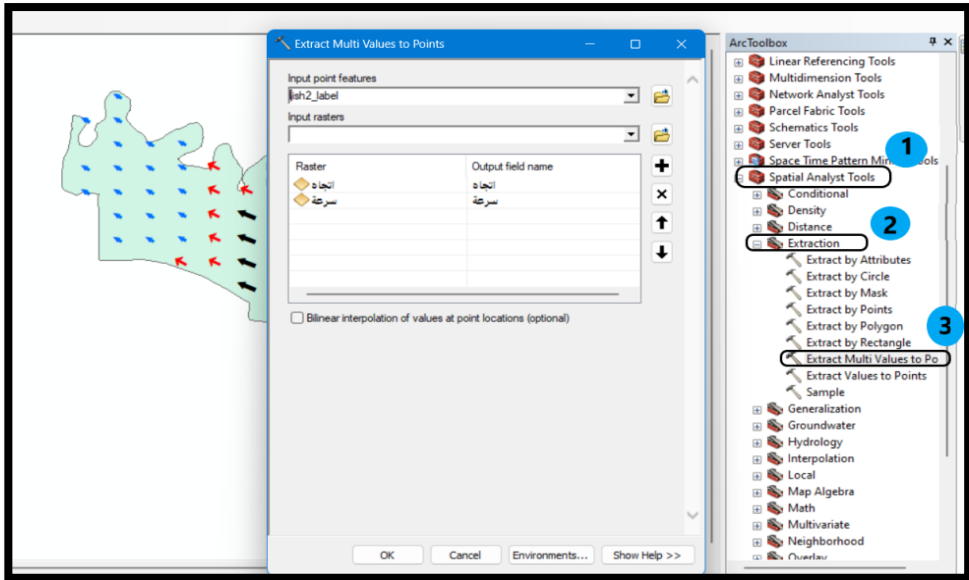 Extract Multi Values to Points
Input point features
lish2_label
Input rasters
Raster
Output field name
اتجاه
اتجاه
سرعة
سرعة
Bilinear interpolation of values at point locations (optional)
OK
Cancel
Environments...
Show Help >>
ArcToolbox
Linear Referencing Tools
Multidimension Tools
Network Analyst Tools
Parcel Fabric Tools
Schematics Tools
Server Tools
1
Space Time Pattern Min ols
Spatial Analyst Tools
Conditional
Density
Distance
2
Extraction
Extract by Attributes
Extract by Circle
Extract by Mask
Extract by Points
Extract by Polygon
3
Extract by Rectangle
Extract Multi Values to Po
Extract Values to Points
Sample
Generalization
Groundwater
Hydrology
Interpolation
Local
Map Algebra
Math
Multivariate
Neighborhood
Overlay